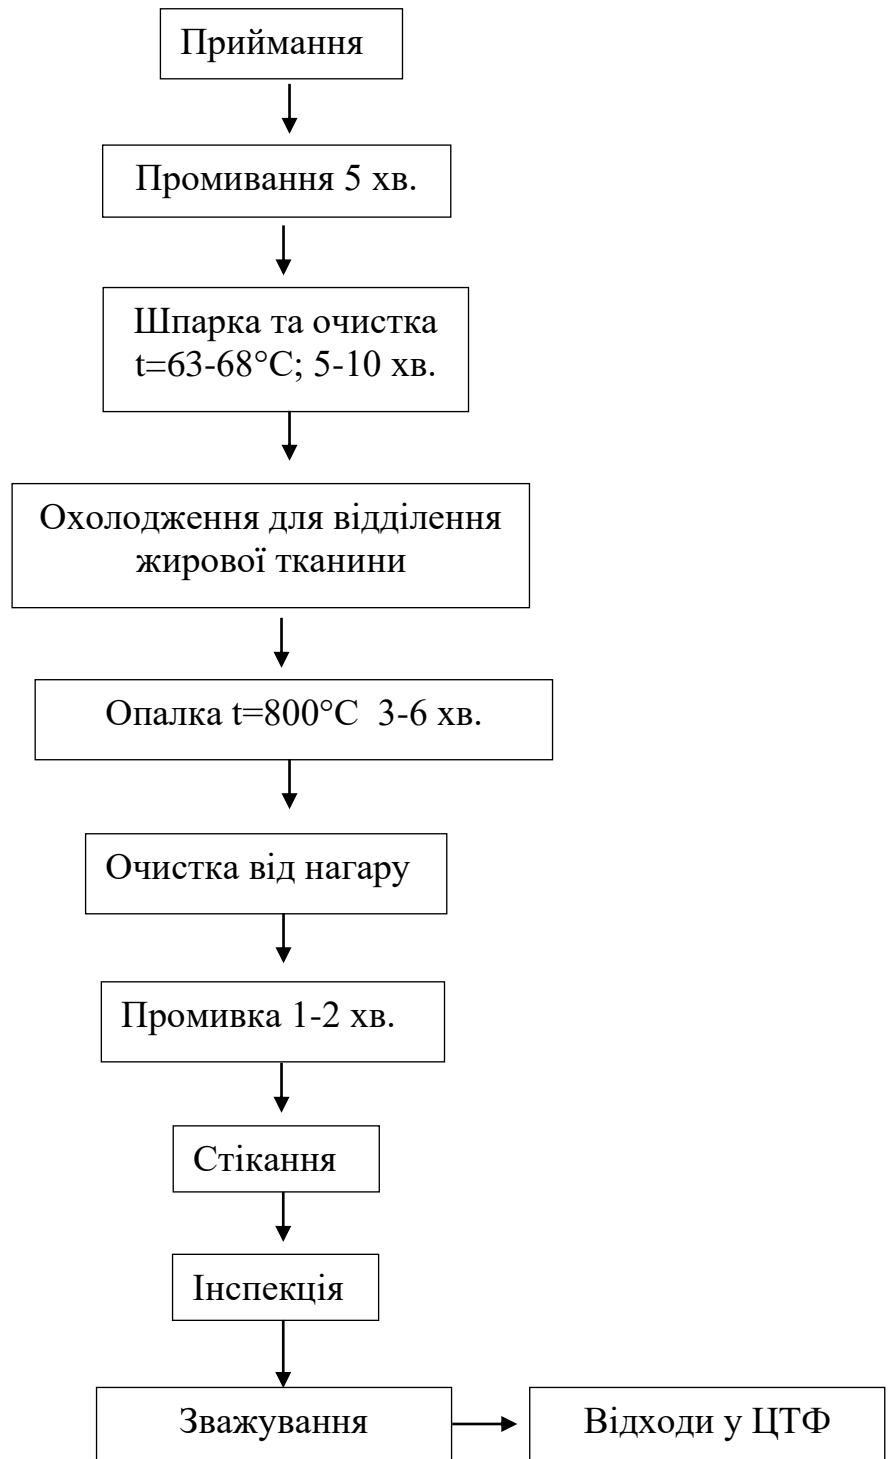 Приймання
Промивання 5 хв.
Шпарка та очистка
t=63-68°С; 5-10 хв.
Охолодження для відділення
жирової тканини
Опалка t=800°С 3-6 хв.
Очистка від нагару
Промивка 1-2 хв.
Стікання
Інспекція
Зважування
Відходи у ЦТФ